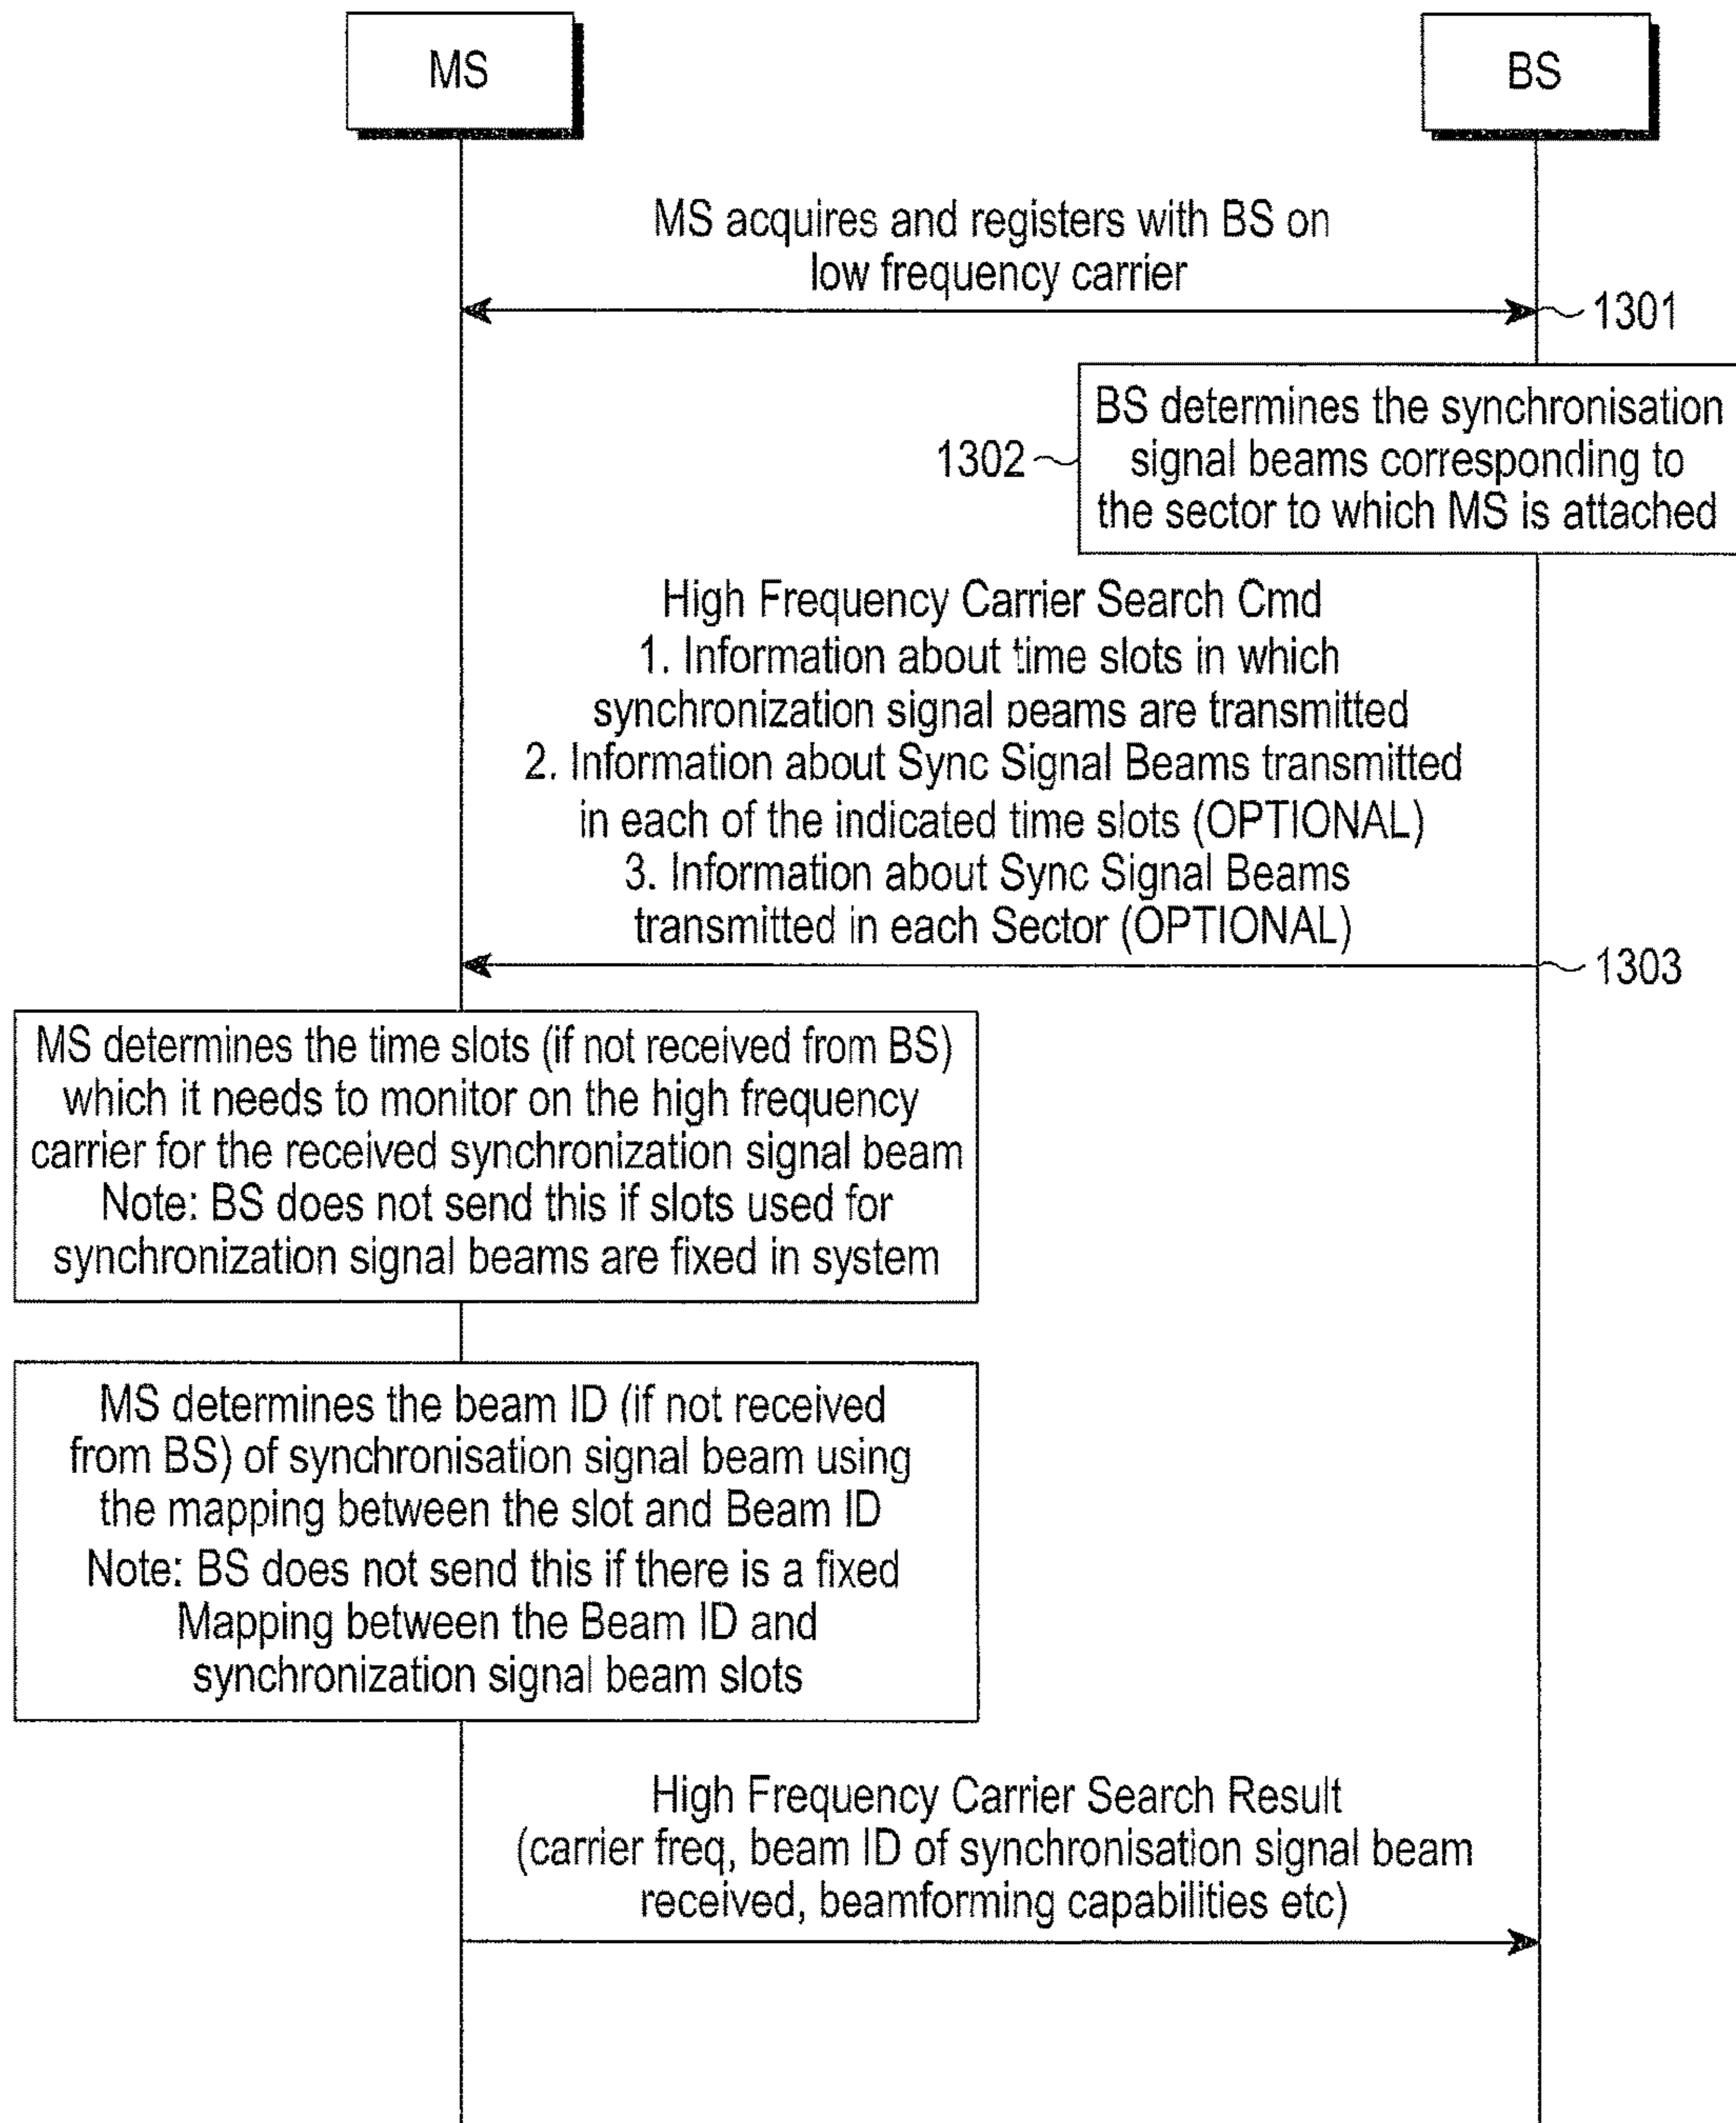 MS
BS
MS acquires and registers with BS on
low frequency carrier
1301
BS determines the synchronisation
signal beams corresponding to
the sector to which MS is attached
1302
High Frequency Carrier Search Cmd
1. Information about time slots in which
synchronization signal beams are transmitted
2. Information about Sync Signal Beams transmitted
in each of the indicated time slots (OPTIONAL)
3. Information about Sync Signal Beams
transmitted in each Sector (OPTIONAL)
1303
MS determines the time slots (if not received from BS)
which it needs to monitor on the high frequency
carrier for the received synchronization signal beam
Note: BS does not send this if slots used for
synchronization signal beams are fixed in system
MS determines the beam ID (if not received
from BS) of synchronisation signal beam using
the mapping between the slot and Beam ID
Note: BS does not send this if there is a fixed
Mapping between the Beam ID and
synchronization signal beam slots
High Frequency Carrier Search Result
(carrier freq, beam ID of synchronisation signal beam
received, beamforming capabilities etc)